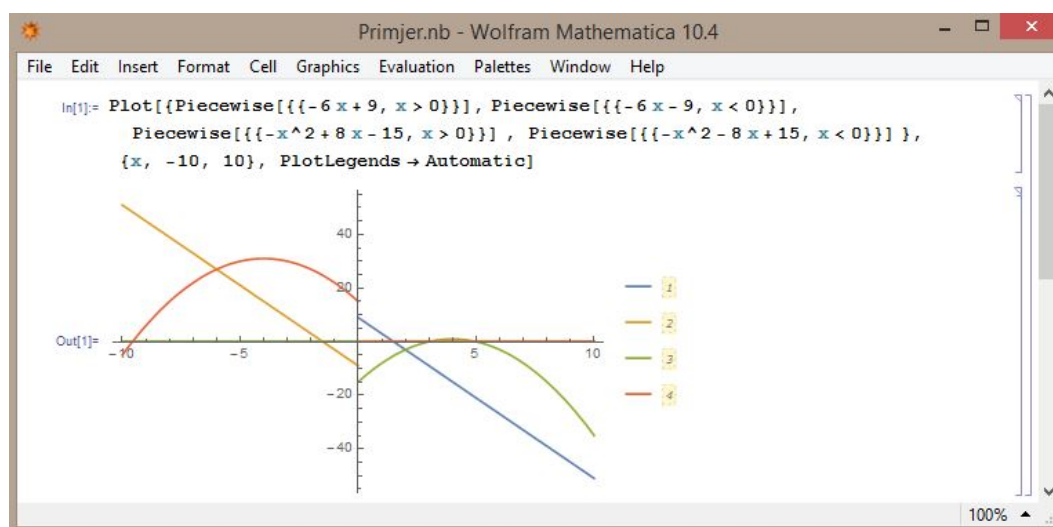 Primjer.nb - Wolfram Mathematica 10.4
File Edit Insert Format Cell Graphics Evaluation Palettes Window Help
In[1]:= Plot[{Piecewise[{{-6 x + 9, x > 0}}], Piecewise[{{-6 x - 9, x < 0}}],
Piecewise[{{-x^2 + 8 x - 15, x > 0}}] , Piecewise[{{-x^2 - 8 x + 15, x < 0}}] },
{x, -10, 10}, PlotLegends → Automatic]
40
20
1
2
Out[1]=
-10
-5
5
10
3
-20
4
-40
100%